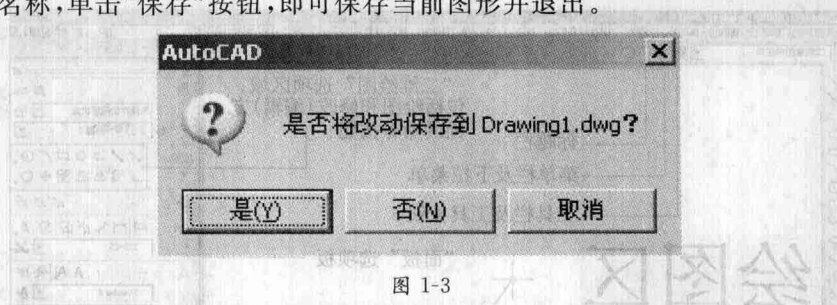 名称，单击“保存”按钮，即可保存当前图形并退出。
AutoCAD
是否将改动保存到 Drawing1.dwg?
是(Y) 否(N) 取消
图 1-3